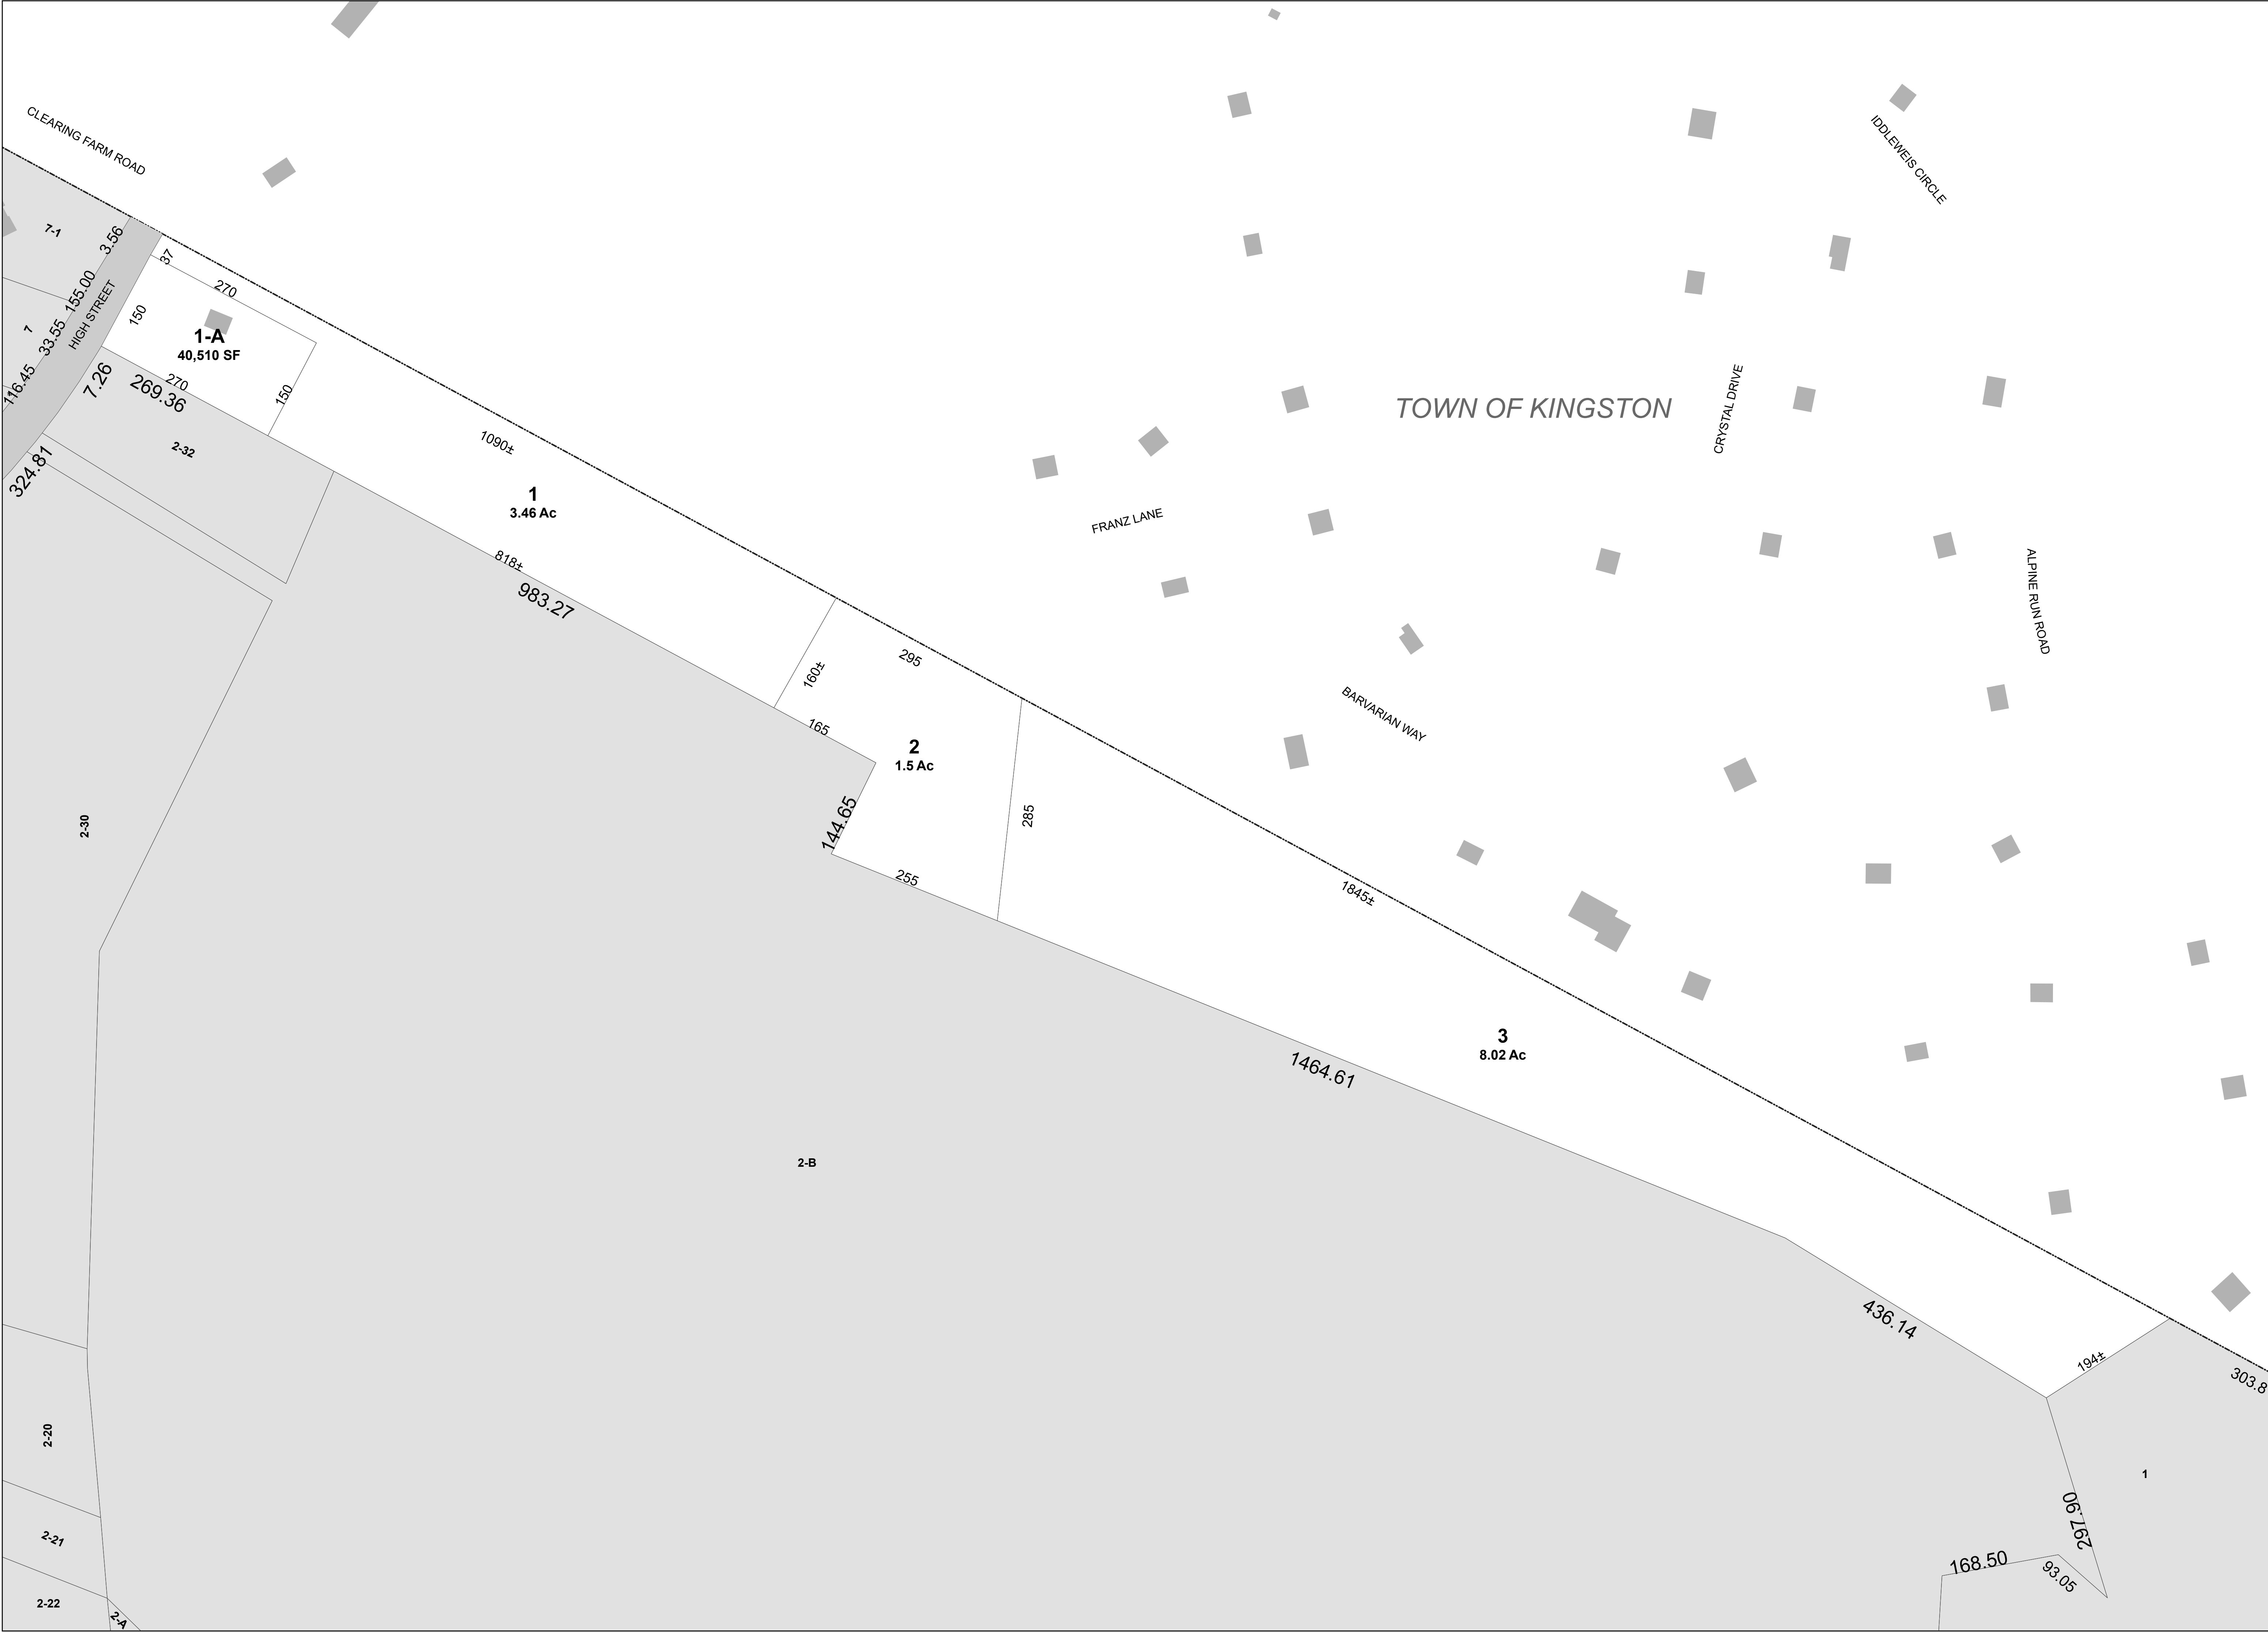 CLEARING FARM ROAD
IDDLEWEIS CIRCLE
7-1
3.56
37
155.00
HIGH STREET
270
150
7
33.55
1-A
40,510 SF
116.45
7.26
269.36
270
150
TOWN OF KINGSTON
CRYSTAL DRIVE
2-32
324.81
1090±
1
3.46 Ac
FRANZ LANE
818±
983.27
ALPINE RUN ROAD
160±
295
165
BARVARIAN WAY
2
1.5 Ac
144.65
285
2-30
255
1845±
3
8.02 Ac
1464.61
2-B
436.14
194±
303.8
2-20
1
297.90
2-21
168.50
93.05
2-22
2-A